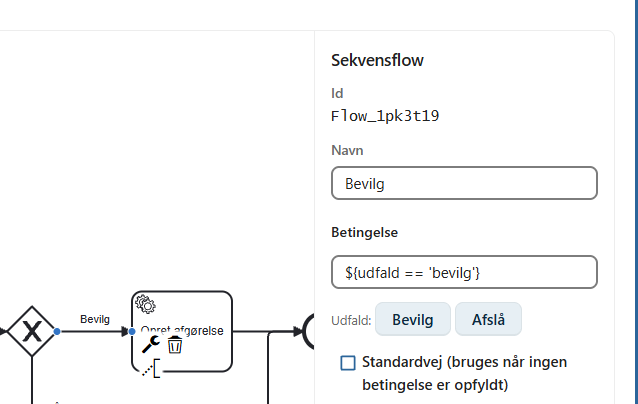 Sekvensflow
Id
Flow_1pk3t19
Navn
Bevilg
Betingelse
${udfald == 'bevilg'}
Udfald: Bevilg Afslå
Standardvej (bruges når ingen
betingelse er opfyldt)
Bevilg
Opret afgørelse